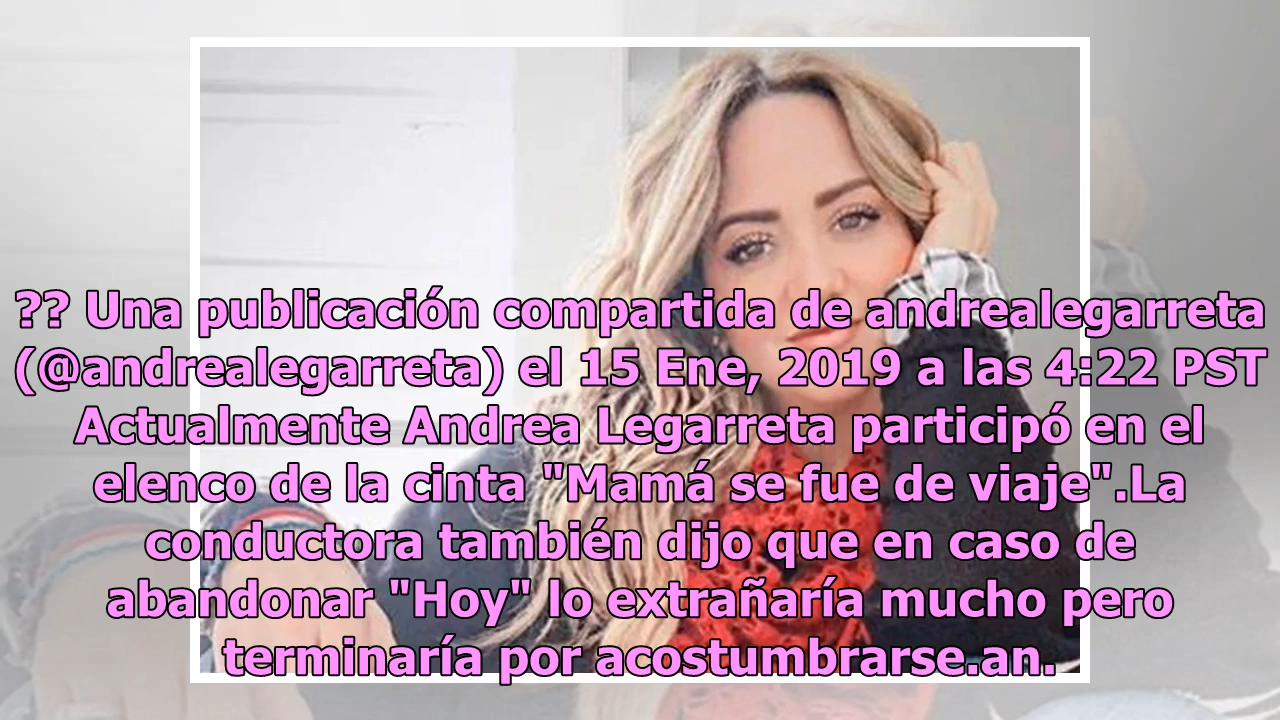 ?? Una publicación compartida de andrealegarreta
(@andrealegarreta) el 15 Ene, 2019 a las 4:22 PST
Actualmente Andrea Legarreta participó en el
elenco de la cinta "Mamá se fue de viaje".La
conductora también dijo que en caso de
abandonar "Hoy" lo extrañaría mucho pero
terminaría por acostumbrarse.an.